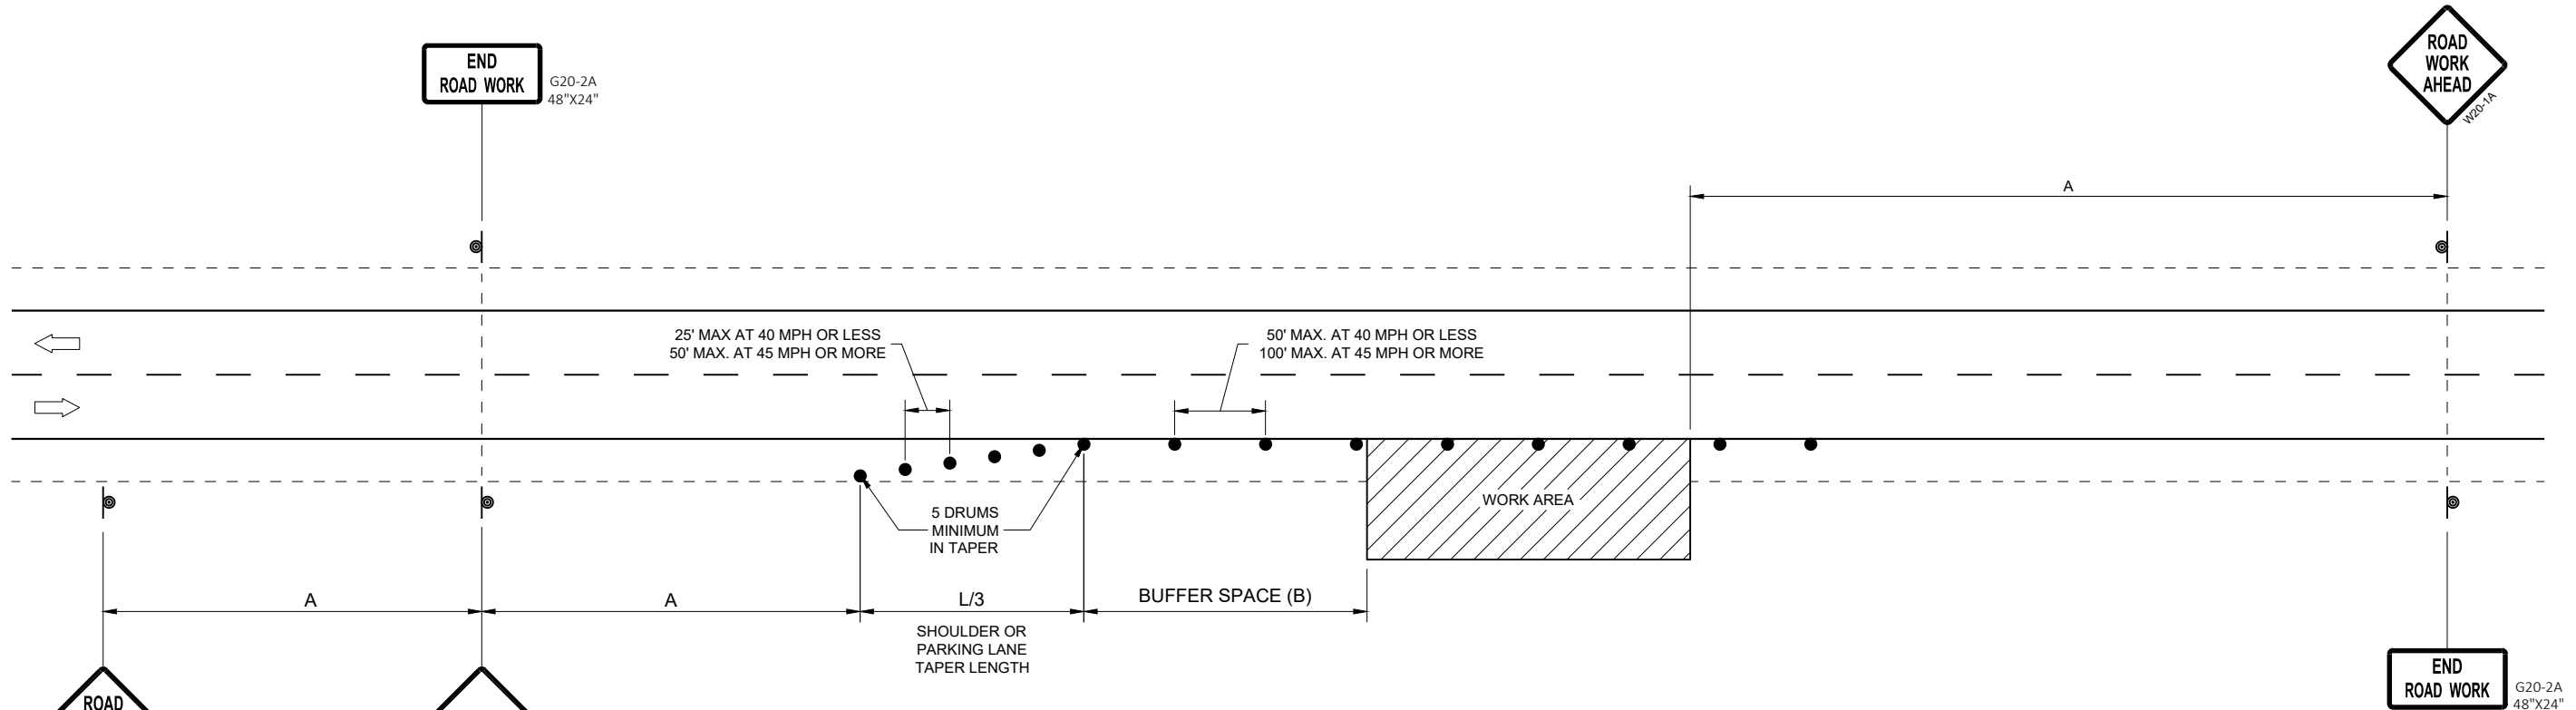 END
ROAD WORK
G20-2A
48"X24"
ROAD
WORK
AHEAD
W20-1A
A
25' MAX AT 40 MPH OR LESS
50' MAX. AT 45 MPH OR MORE
50' MAX. AT 40 MPH OR LESS
100' MAX. AT 45 MPH OR MORE
5 DRUMS
MINIMUM
IN TAPER
WORK AREA
A
A
L/3
BUFFER SPACE (B)
SHOULDER OR
PARKING LANE
TAPER LENGTH
ROAD
END
ROAD WORK
G20-2A
48"X24"